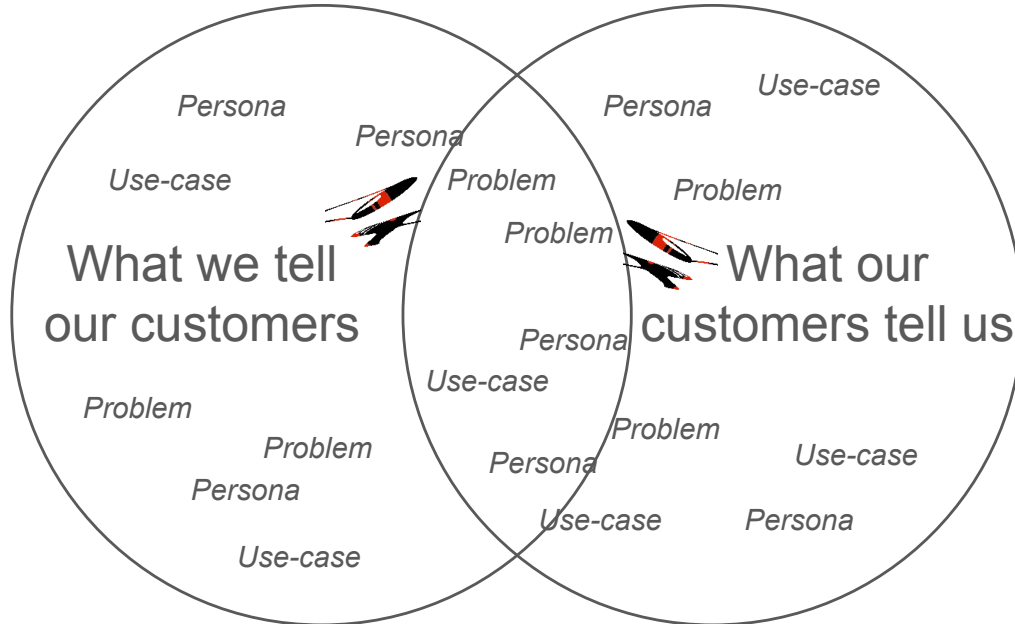 Persona
Use-case
Persona
What we tell
our customers
Problem
Problem
Persona
Use-case
Problem
Problem
Persona
Use-case
Persona
Use-case
Persona
Use-case
Problem
What our
customers tell us
Problem
Use-case
Persona